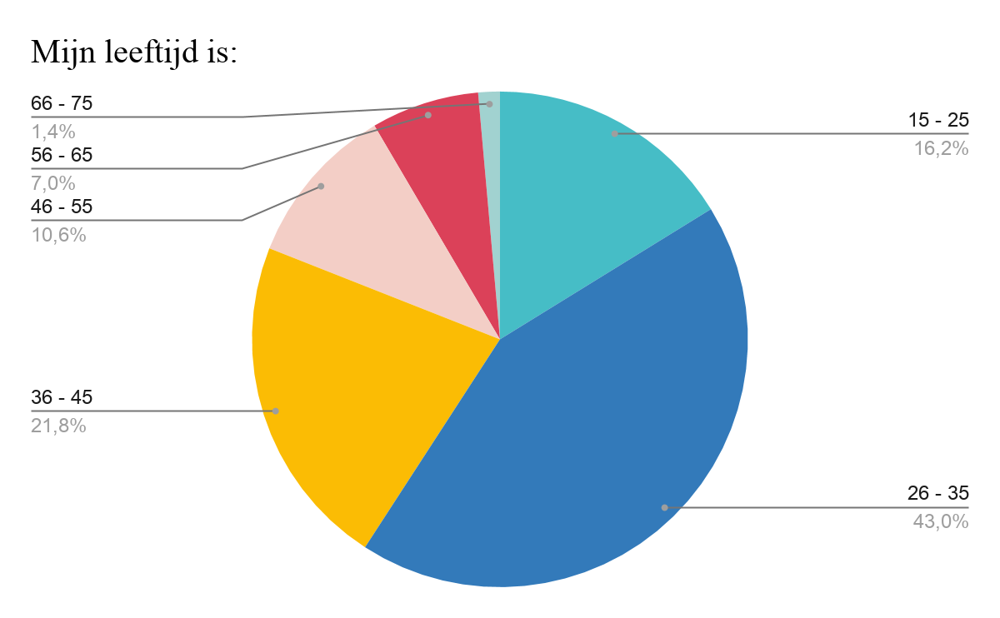 Mijn leeftijd is:
66 - 75
1,4%
56 - 65
7,0%
46 - 55
10,6%
36 - 45
21,8%
15 - 25
16,2%
26 - 35
43,0%